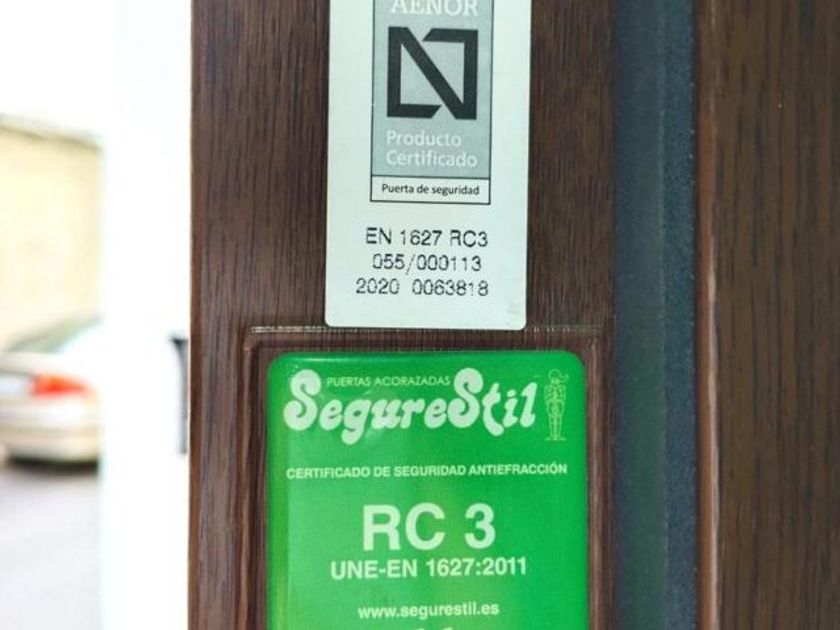 AENOR
Producto
Certificado
Puerta de seguridad
EN 1627 RC3
055/000113
2020 0063818
PUERTAS ACORAZADAS
SegureStil
CERTIFICADO DE SEGURIDAD ANTIEFRACCIÓN
RC 3
UNE-EN 1627:2011
www.segurestil.es